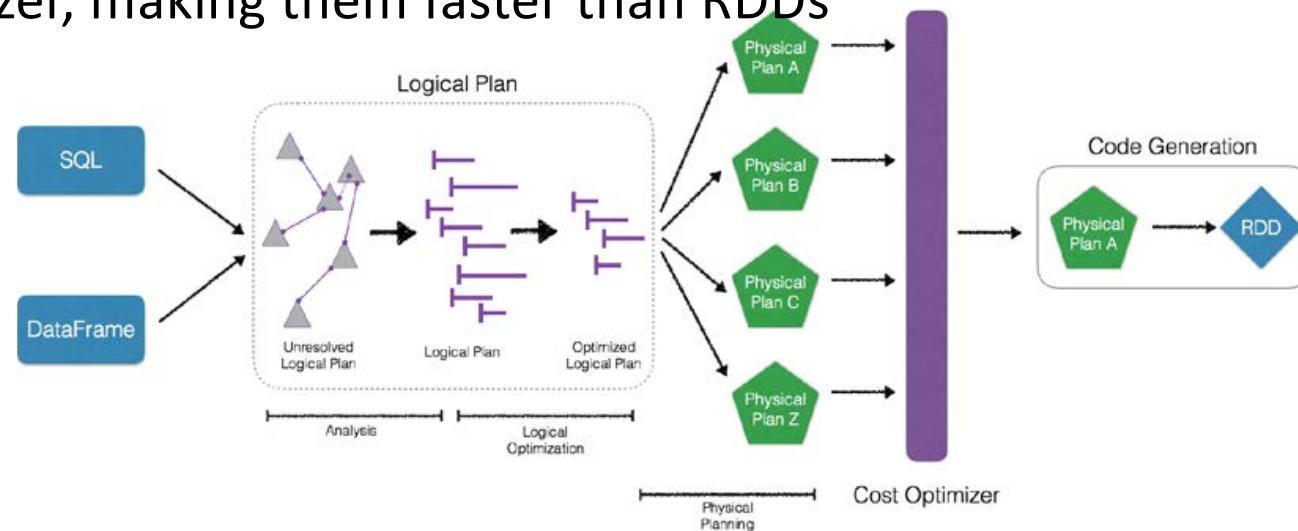 zer, making them faster than RDDs
Logical Plan
SQL
DataFrame
Unresolved
Logical Plan
Logical Plan
Optimized
Logical Plan
Analysis
Logical
Optimization
Physical
Plan A
Physical
Plan B
Physical
Plan C
Physical
Plan Z
Physical
Planning
Cost Optimizer
Code Generation
Physical
Plan A
RDD